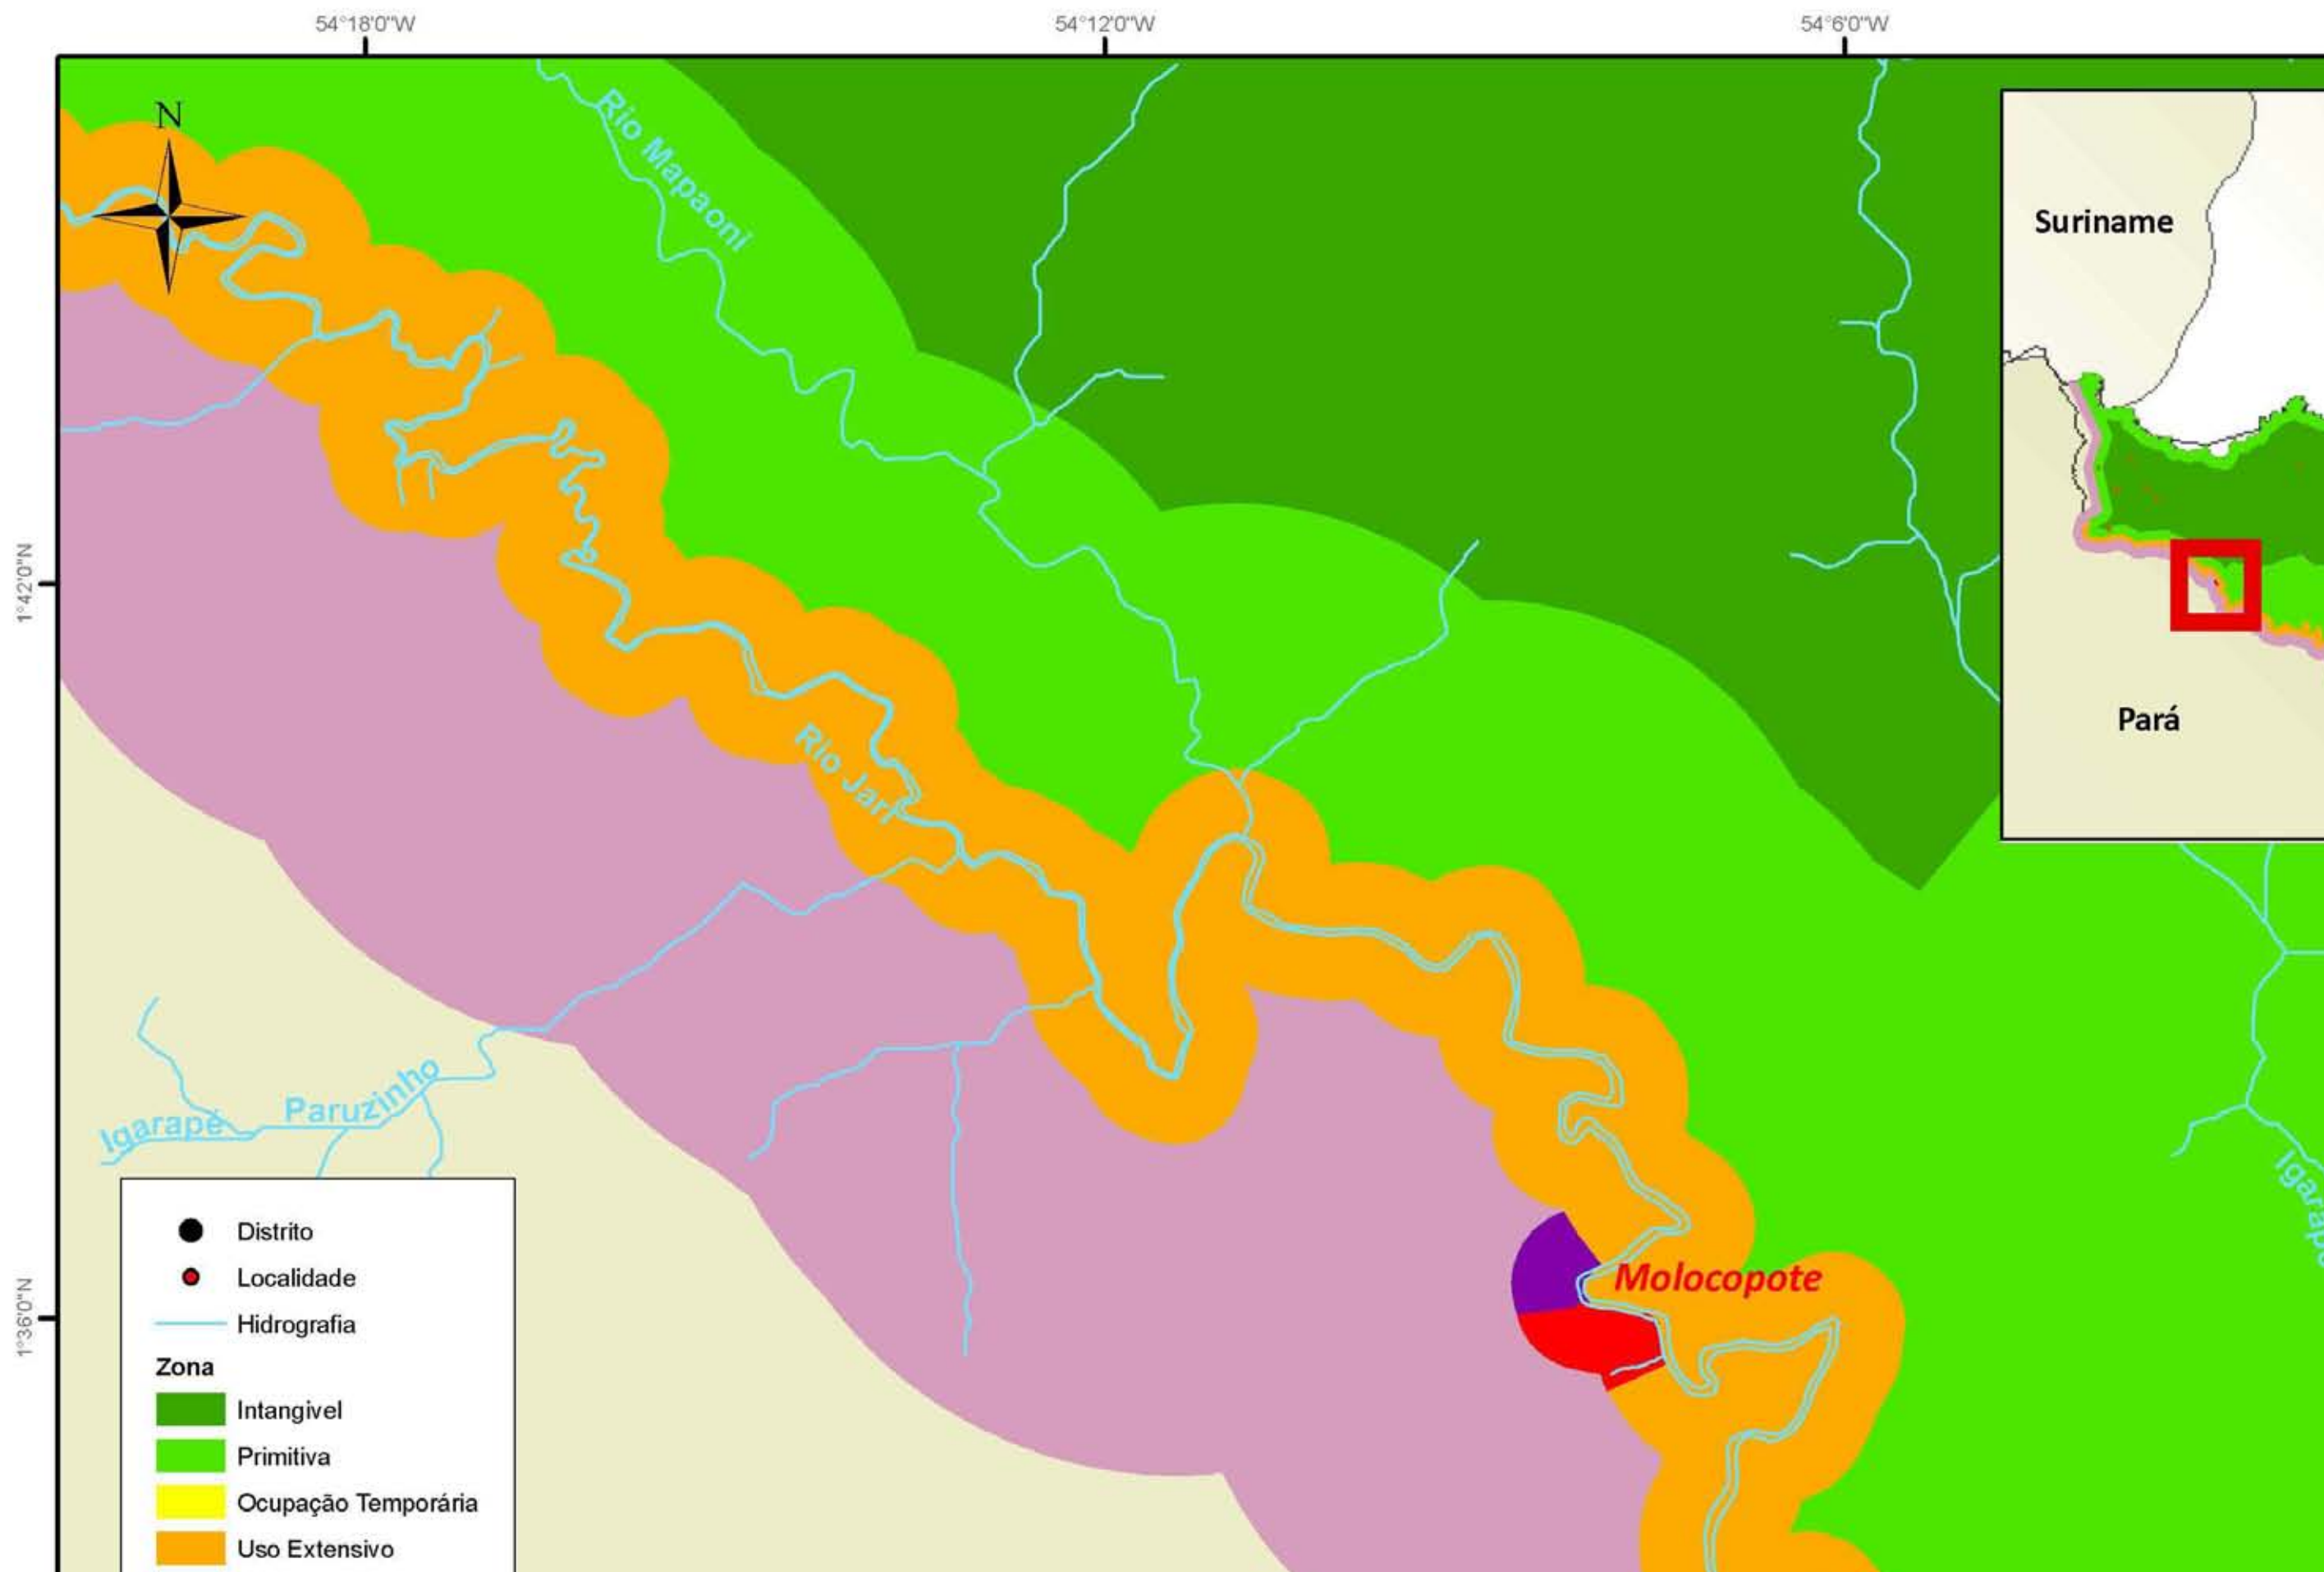 54°18'0"W
54°12'0"W
54°6'0"W
N
Rio Mapaoni
Suriname
1°42'0"N
Pará
Rio Jari
Paruzinho
Igarapé
Molocopote
1°36'0"N
Distrito
Localidade
Hidrografia
Zona
Intangivel
Primitiva
Ocupação Temporária
Uso Extensivo